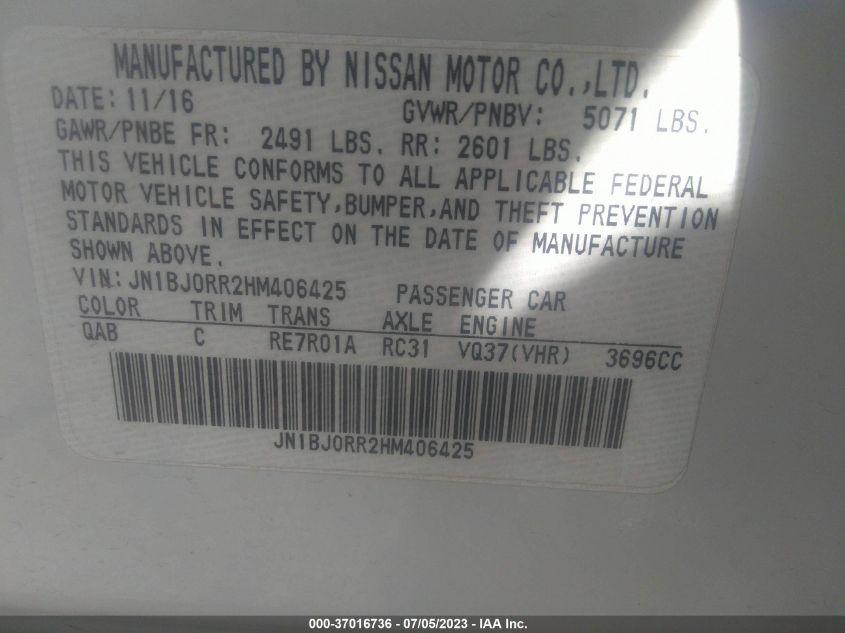 MANUFACTURED BY NISSAN MOTOR CO.,LTD.
DATE: 11/16 GVWR/PNBV: 5071 LBS.
GAWR/PNBE FR: 2491 LBS. RR: 2601 LBS.
THIS VEHICLE CONFORMS TO ALL APPLICABLE FEDERAL
MOTOR VEHICLE SAFETY,BUMPER,AND THEFT PREVENTION
STANDARDS IN EFFECT ON THE DATE OF MANUFACTURE
SHOWN ABOVE.
VIN:JN1BJ0RR2HM406425 PASSENGER CAR
COLOR TRIM TRANS AXLE ENGINE
QAB C RE7R01A RC31 VQ37(VHR) 3696CC
JN1BJ0RR2HM406425
000-37016736 - 07/05/2023 - IAA Inc.